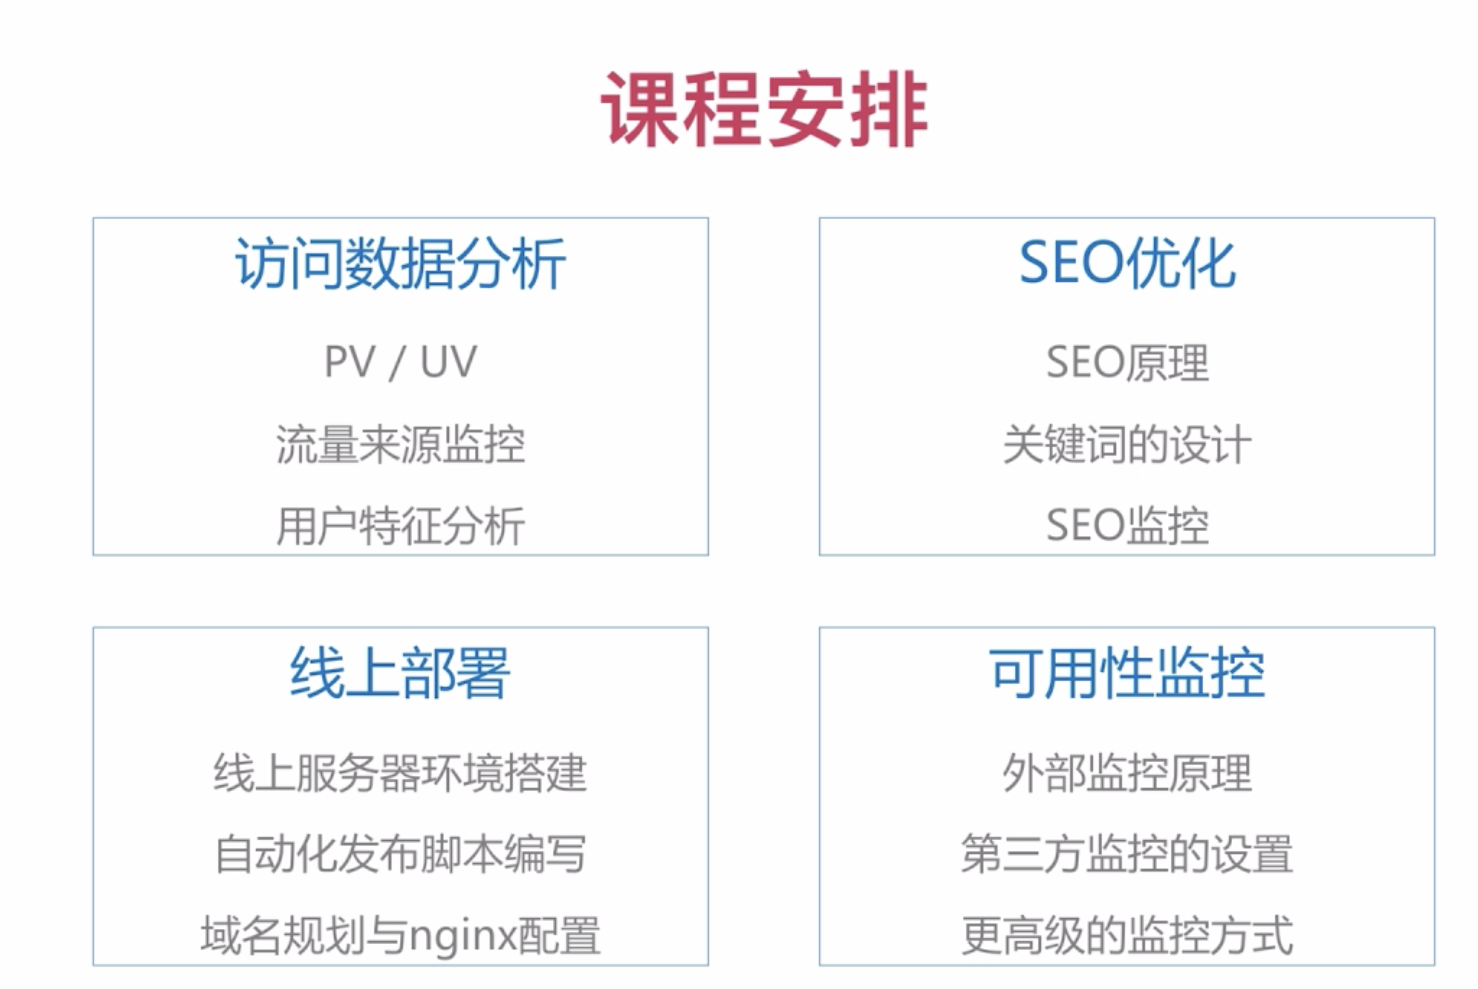 课程安排
访问数据分析
PV / UV
流量来源监控
用户特征分析
SEO优化
SEO原理
关键词的设计
SEO监控
线上部署
线上服务器环境搭建
自动化发布脚本编写
域名规划与nginx配置
可用性监控
外部监控原理
第三方监控的设置
更高级的监控方式